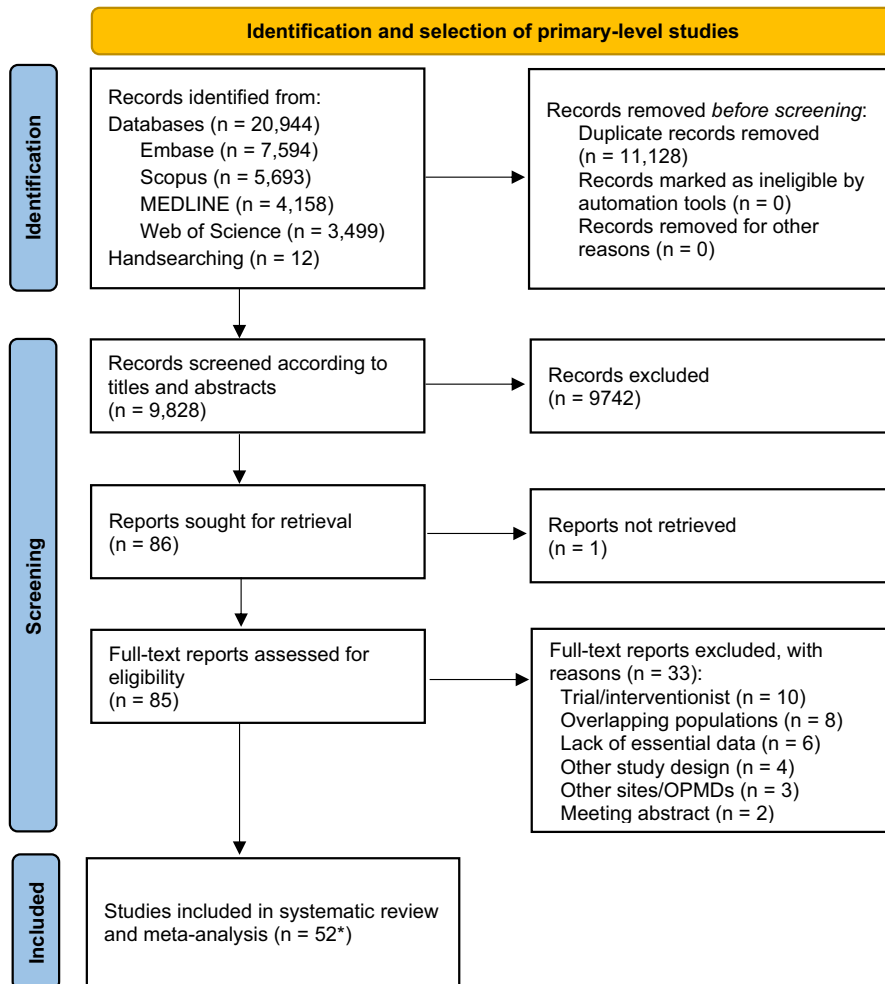 Identification and selection of primary-level studies
Identification
Records identified from:
Databases (n = 20,944)
Embase (n = 7,594)
Scopus (n = 5,693)
MEDLINE (n = 4,158)
Web of Science (n = 3,499)
Handsearching (n = 12)
Records removed before screening:
Duplicate records removed
(n = 11,128)
Records marked as ineligible by
automation tools (n = 0)
Records removed for other
reasons (n = 0)
Screening
Records screened according to
titles and abstracts
(n = 9,828)
Records excluded
(n = 9742)
Reports sought for retrieval
(n = 86)
Reports not retrieved
(n = 1)
Full-text reports assessed for
eligibility
(n = 85)
Full-text reports excluded, with
reasons (n = 33):
Trial/interventionist (n = 10)
Overlapping populations (n = 8)
Lack of essential data (n = 6)
Other study design (n = 4)
Other sites/OPMDs (n = 3)
Meeting abstract (n = 2)
Included
Studies included in systematic review
and meta-analysis (n = 52*)